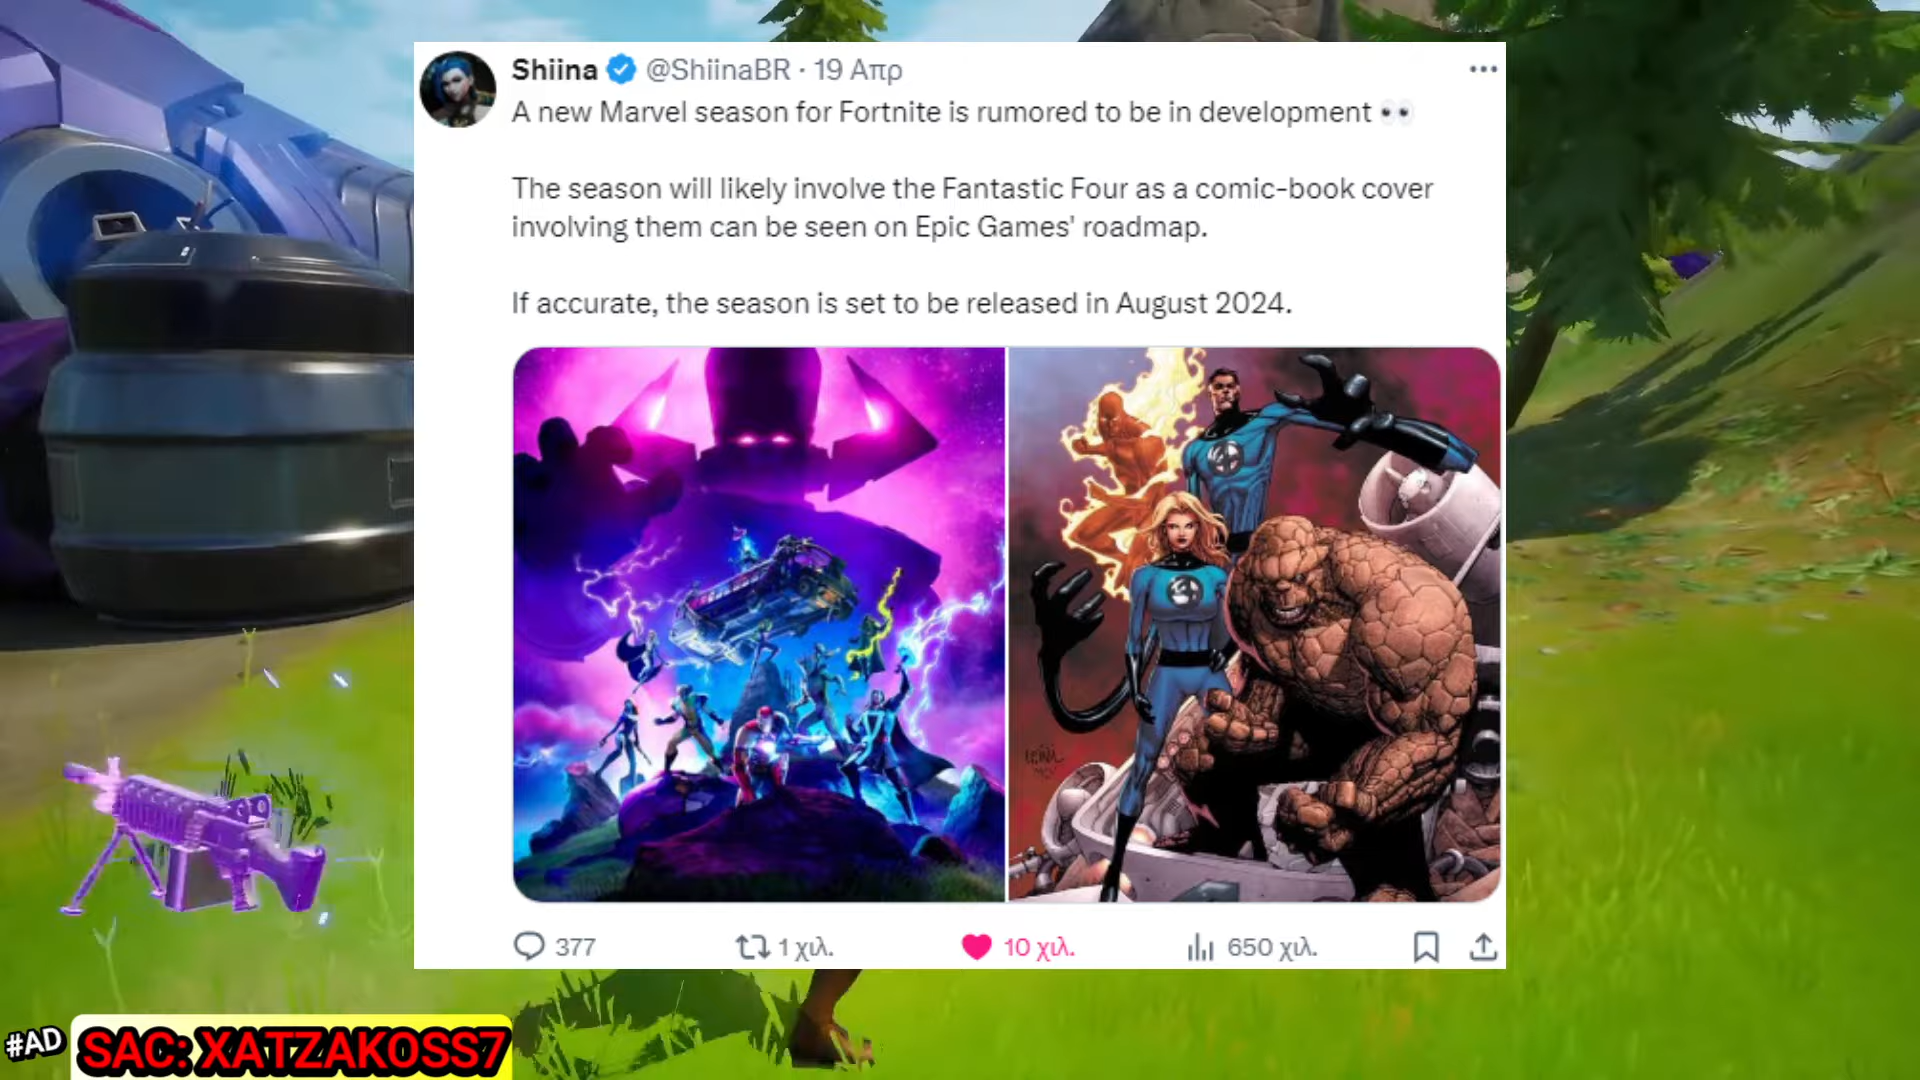 Shiina @ShiinaBR · 19 Απρ
A new Marvel season for Fortnite is rumored to be in development 👀
The season will likely involve the Fantastic Four as a comic-book cover
involving them can be seen on Epic Games' roadmap.
If accurate, the season is set to be released in August 2024.
377 1 χιλ. 10 χιλ. 650 χιλ.
#AD SAC: XATZAKOSS7